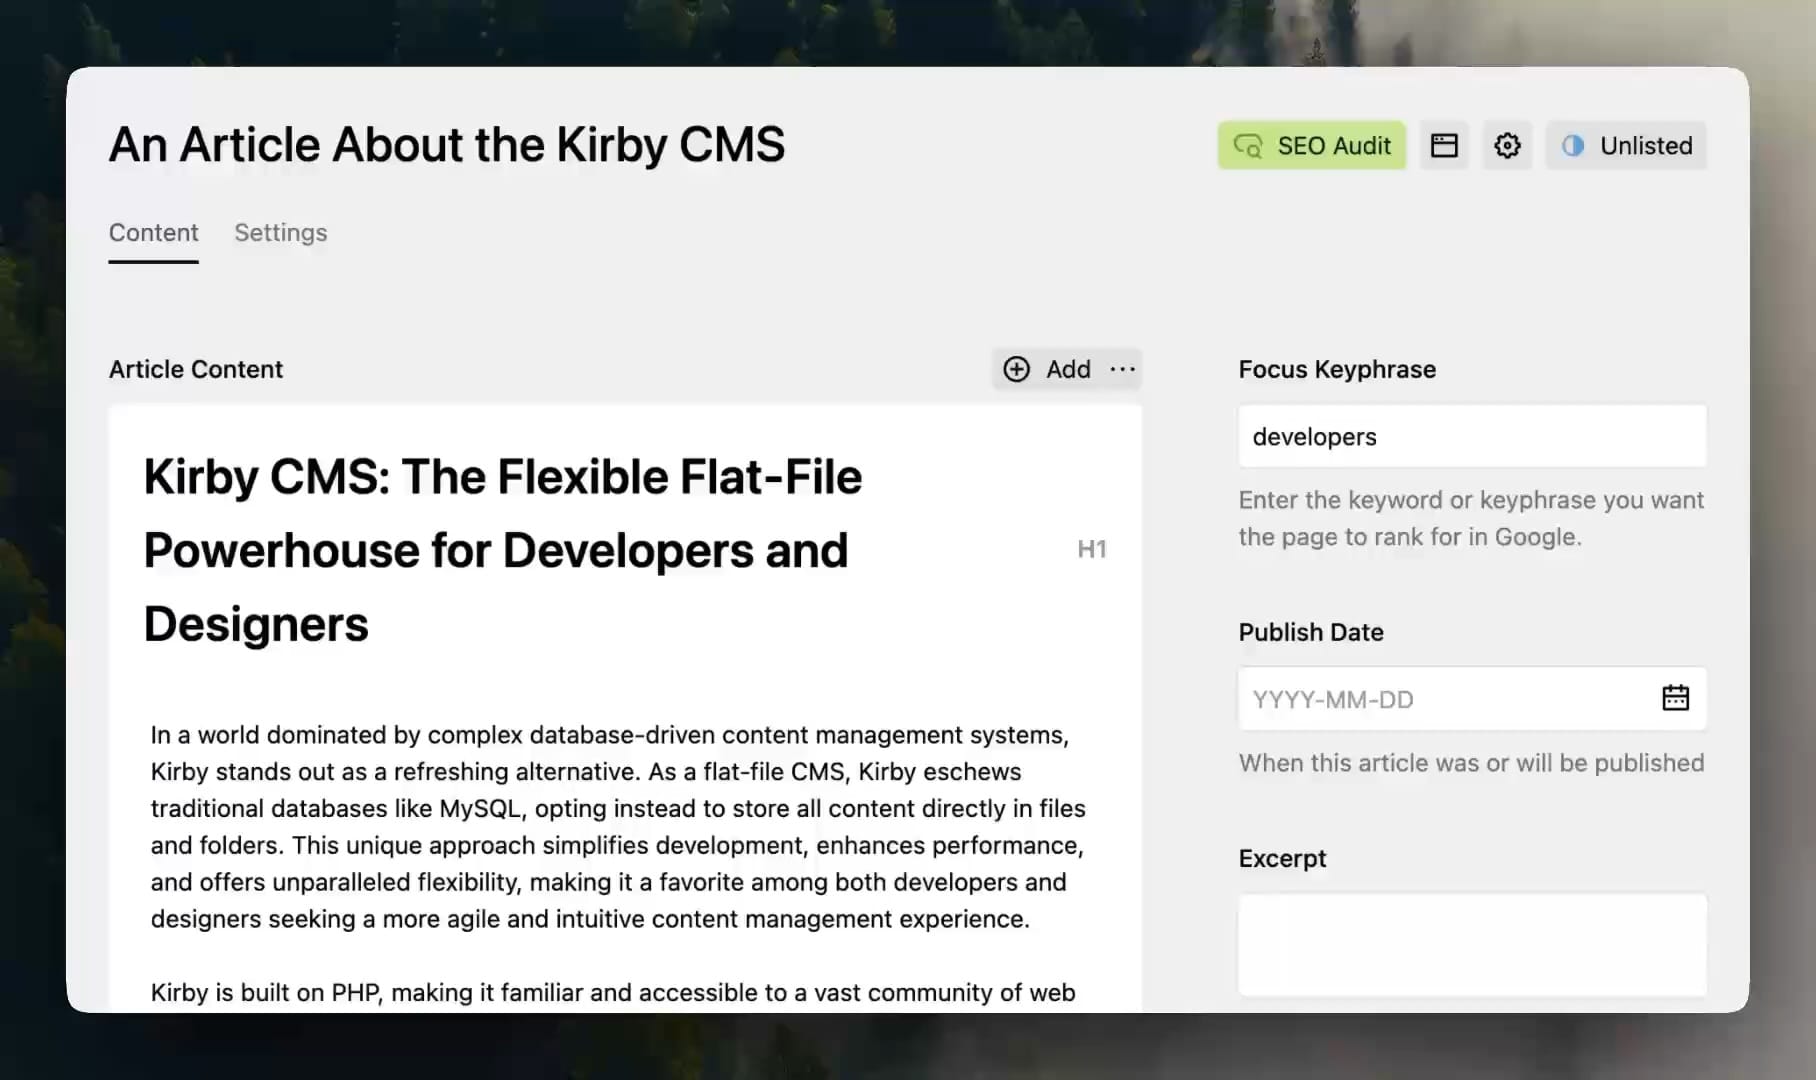 An Article About the Kirby CMS
SEO Audit
Unlisted
Content
Settings
Article Content
Add
Kirby CMS: The Flexible Flat-File
Powerhouse for Developers and
Designers
H1
In a world dominated by complex database-driven content management systems,
Kirby stands out as a refreshing alternative. As a flat-file CMS, Kirby eschews
traditional databases like MySQL, opting instead to store all content directly in files
and folders. This unique approach simplifies development, enhances performance,
and offers unparalleled flexibility, making it a favorite among both developers and
designers seeking a more agile and intuitive content management experience.
Kirby is built on PHP, making it familiar and accessible to a vast community of web
Focus Keyphrase
developers
Enter the keyword or keyphrase you want
the page to rank for in Google.
Publish Date
YYYY-MM-DD
When this article was or will be published
Excerpt